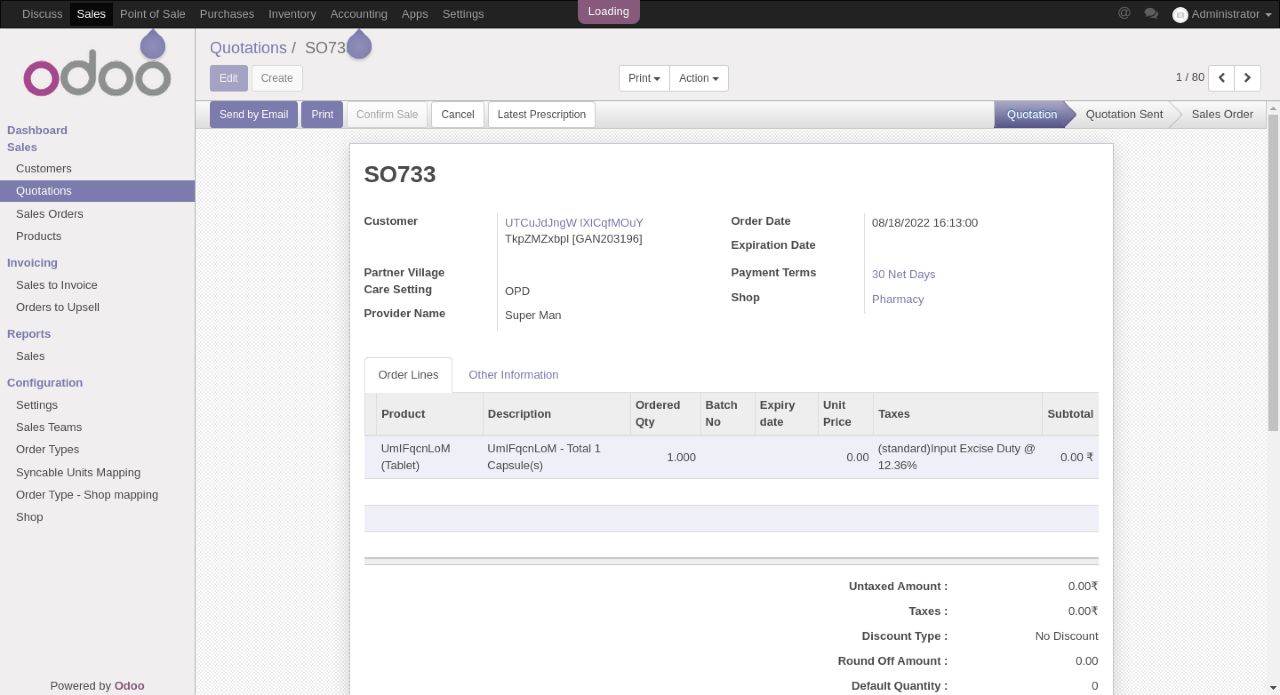 Discuss Sales Point of Sale Purchases Inventory Accounting Apps Settings Loading @ Administrator
odoo
Quotations / SO73
Edit Create Print Action 1 / 80
Send by Email Print Confirm Sale Cancel Latest Prescription Quotation Quotation Sent Sales Order
Dashboard
Sales
Customers
Quotations
Sales Orders
Products
Invoicing
Sales to Invoice
Orders to Upsell
Reports
Sales
Configuration
Settings
Sales Teams
Order Types
Syncable Units Mapping
Order Type - Shop mapping
Shop
Powered by Odoo
SO733
Customer UTCuJdJngW lXICqfMOuY
TkpZMZxbpl [GAN203196]
Partner Village
Care Setting OPD
Provider Name Super Man
Order Date 08/18/2022 16:13:00
Expiration Date
Payment Terms 30 Net Days
Shop Pharmacy
Order Lines Other Information
Product Description Ordered Qty Batch No Expiry date Unit Price Taxes Subtotal
UmIFqcnLoM (Tablet) UmIFqcnLoM - Total 1 Capsule(s) 1.000 0.00 (standard)Input Excise Duty @ 12.36% 0.00 ₹
Untaxed Amount : 0.00₹
Taxes : 0.00₹
Discount Type : No Discount
Round Off Amount : 0.00
Default Quantity : 0